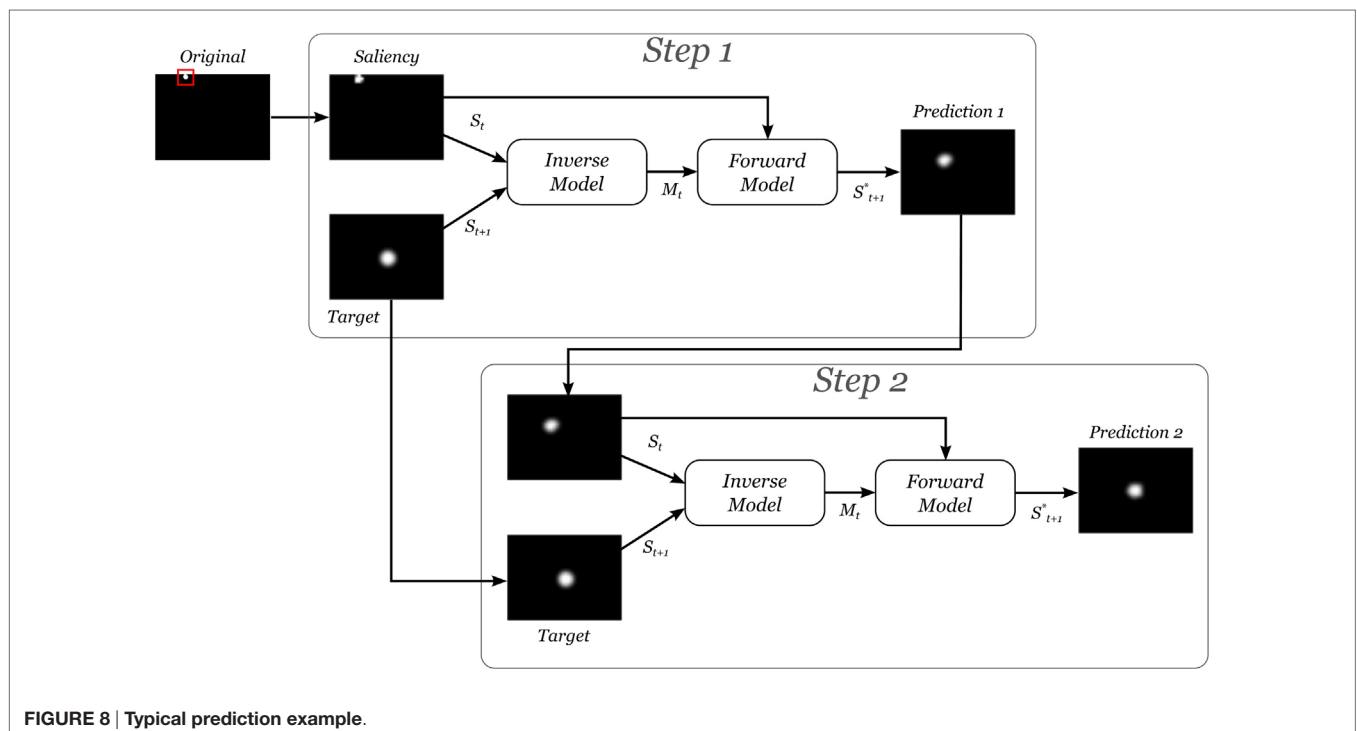 Step 1
Original
Saliency
Prediction 1
S_t
Inverse
Model
M_t
Forward
Model
S*_{t+1}
S_{t+1}
Target
Step 2
Prediction 2
S_t
Inverse
Model
M_t
Forward
Model
S*_{t+1}
S_{t+1}
Target
FIGURE 8 | Typical prediction example.